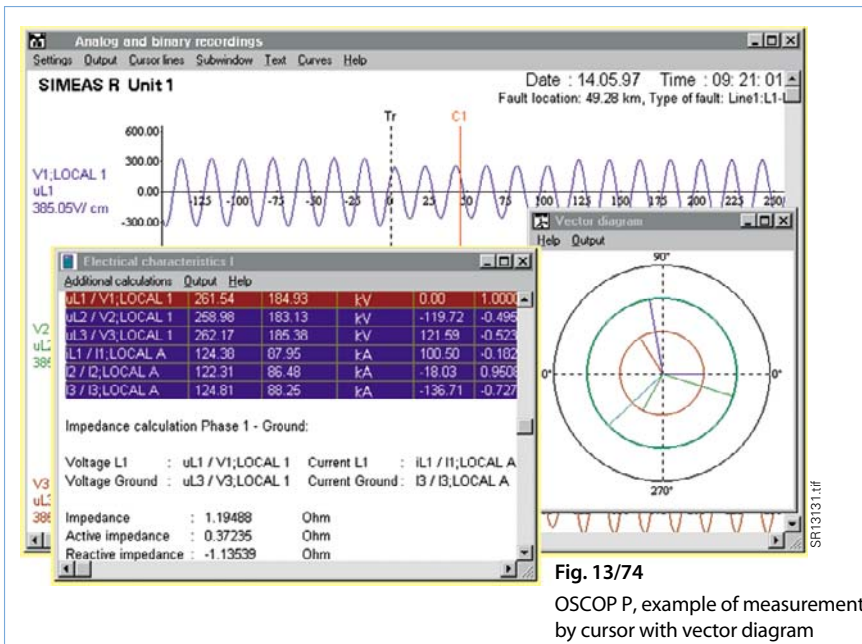 Analog and binary recordings
Settings Output Cursor lines Subwindow Text Curves Help
SIMEAS R Unit 1
Date : 14.05.97 Time : 09: 21: 01
Fault location: 49.28 km, Type of fault: Line1:L1-
Tr C1
600.00
300.00
0.00
-300.00
V1;LOCAL 1
uL1
385.05V/ cm
-125 -100 -75 -50 -25 0 25 50 75 100 125 150 175 200 225 250
Vector diagram
Help Output
90°
0° 0°
270°
Electrical characteristics I
Additional calculations Output Help
uL1 / V1;LOCAL 1 261.54 184.93 kV 0.00 1.0000
uL2 / V2;LOCAL 1 258.98 183.13 kV -119.72 -0.495
uL3 / V3;LOCAL 1 262.17 185.38 kV 121.59 -0.523
iL1 / I1;LOCAL A 124.38 87.95 kA 100.50 -0.182
I2 / I2;LOCAL A 122.31 86.48 kA -18.03 0.9508
I3 / I3;LOCAL A 124.81 88.25 kA -136.71 -0.727
Impedance calculation Phase 1 - Ground:
Voltage L1 : uL1 / V1;LOCAL 1 Current L1 : iL1 / I1;LOCAL A
Voltage Ground : uL3 / V3;LOCAL 1 Current Ground : I3 / I3;LOCAL A
Impedance : 1.19488 Ohm
Active impedance : 0.37235 Ohm
Reactive impedance : -1.13539 Ohm
V2
uL2
385
V3
uL3
385
SR13131.tif
Fig. 13/74
OSCOP P, example of measurement
by cursor with vector diagram